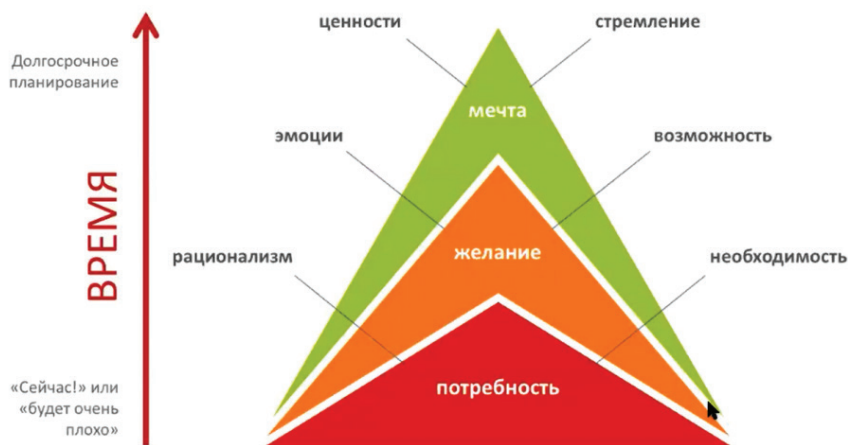 ценности
стремление
Долгосрочное
планирование
мечта
эмоции
возможность
ВРЕМЯ
рационализм
желание
необходимость
«Сейчас!» или
«будет очень
плохо»
потребность